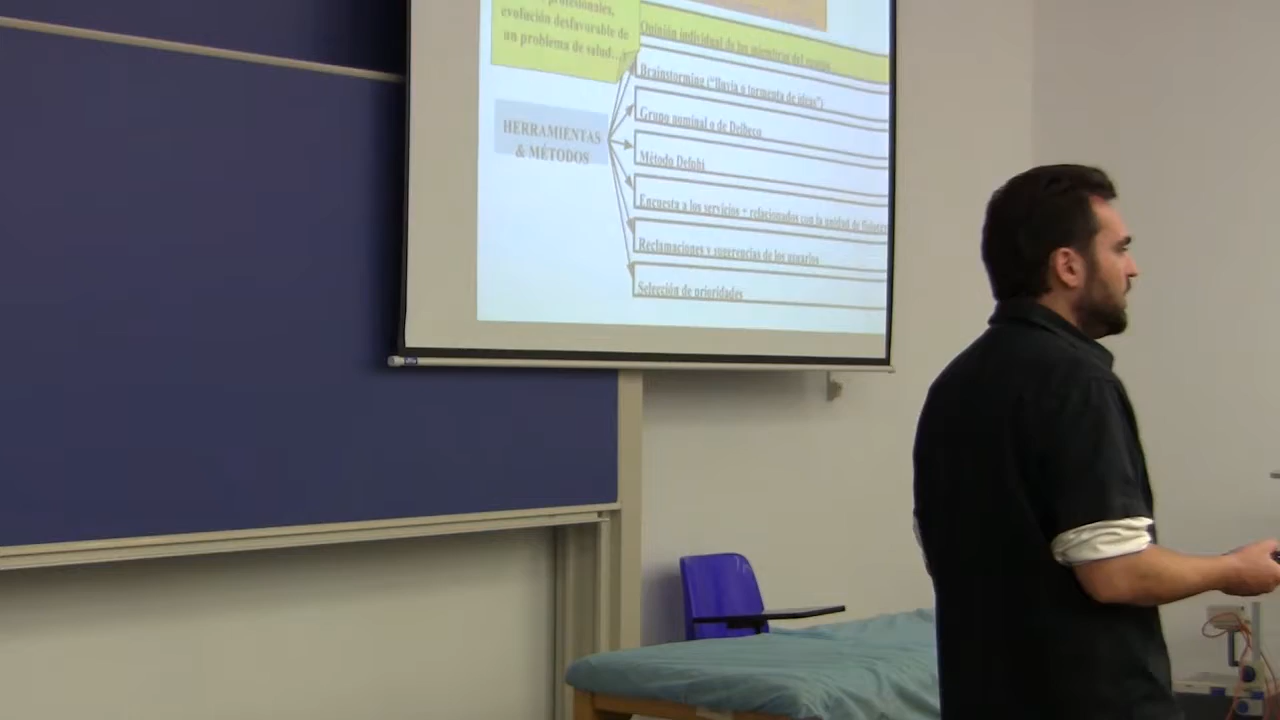 profesionales,
evolución desfavorable de
un problema de salud...
Opinión individual de los miembros del equipo
Brainstorming ("lluvia o tormenta de ideas")
Grupo nominal o de Delbecq
HERRAMIENTAS
& MÉTODOS
Método Delphi
Encuesta a los servicios + relacionados con la unidad de
Reclamaciones y sugerencias de los usuarios
Selección de prioridades